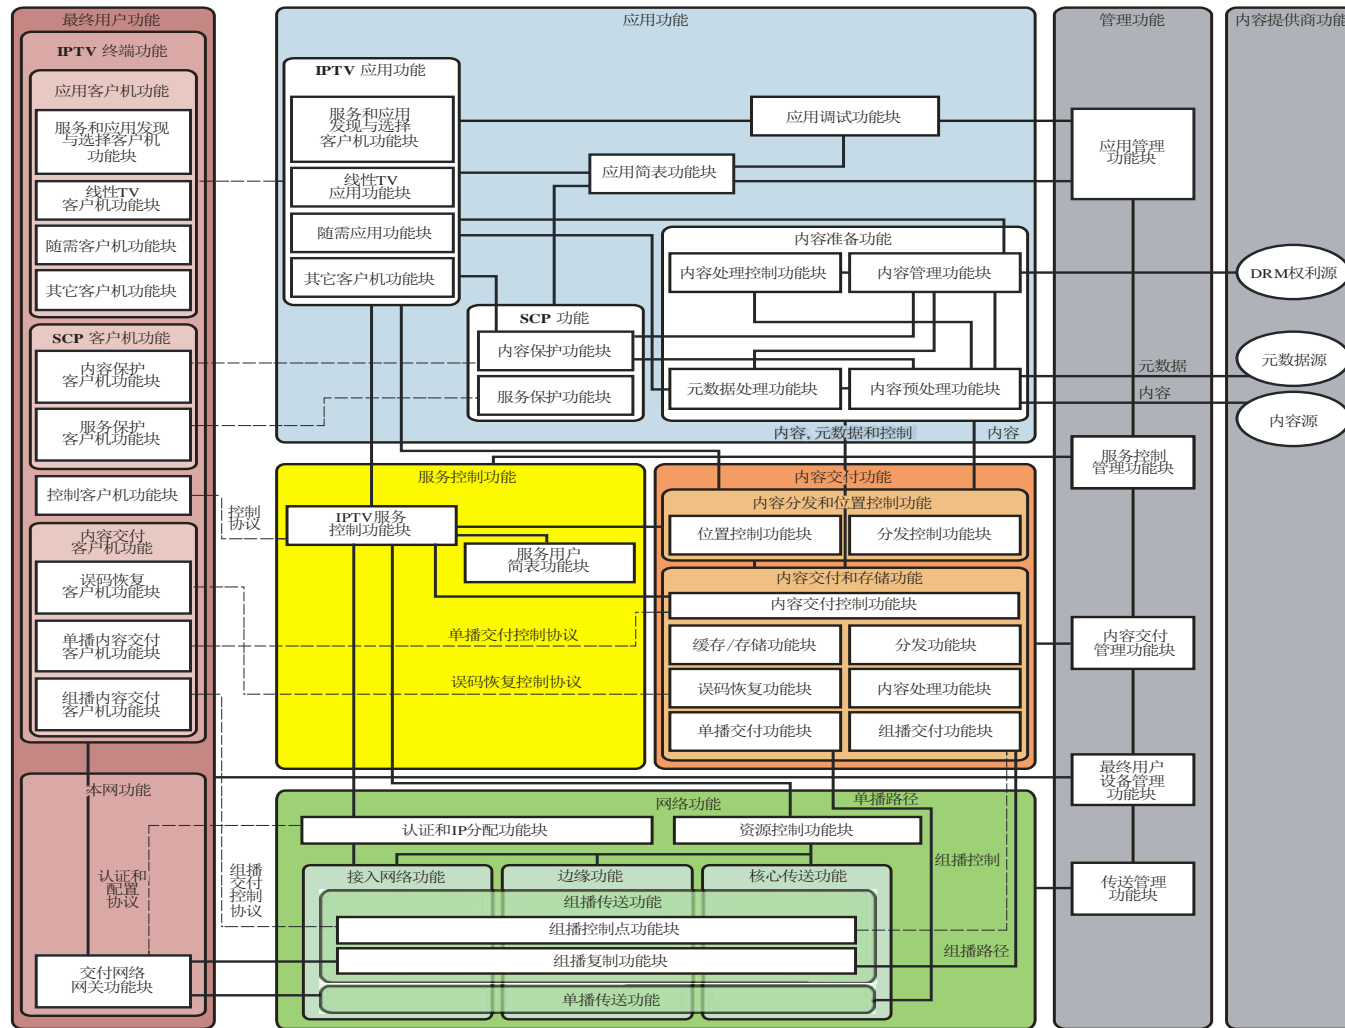 最终用户功能
IPTV 终端功能
应用客户机功能
服务和应用发现
与选择客户机
功能块
线性TV
客户机功能块
随需客户机功能块
其它客户机功能块
SCP 客户机功能
内容保护
客户机功能块
服务保护
客户机功能块
控制客户机功能块
内容交付
客户机功能
误码恢复
客户机功能块
单播内容交付
客户机功能块
组播内容交付
客户机功能块
本网功能
认证和
配置
协议
交付网络
网关功能块
控制
协议
组播
交付
控制
协议
应用功能
IPTV 应用功能
服务和应用
发现与选择
客户机功能块
线性TV
应用功能块
随需应用功能块
其它客户机功能块
应用调试功能块
应用简表功能块
SCP 功能
内容保护功能块
服务保护功能块
内容准备功能
内容处理控制功能块
内容管理功能块
元数据处理功能块
内容预处理功能块
内容, 元数据和控制
内容
服务控制功能
IPTV服务
控制功能块
服务用户
简表功能块
单播交付控制协议
误码恢复控制协议
内容交付功能
内容分发和位置控制功能
位置控制功能块
分发控制功能块
内容交付和存储功能
内容交付控制功能块
缓存/存储功能块
分发功能块
误码恢复功能块
内容处理功能块
单播交付功能块
组播交付功能块
网络功能
单播路径
认证和IP分配功能块
资源控制功能块
组播控制
接入网络功能
边缘功能
核心传送功能
组播传送功能
组播控制点功能块
组播复制功能块
组播路径
单播传送功能
管理功能
应用管理
功能块
服务控制
管理功能块
内容交付
管理功能块
最终用户
设备管理
功能块
传送管理
功能块
内容提供商功能
DRM权利源
元数据
元数据源
内容
内容源